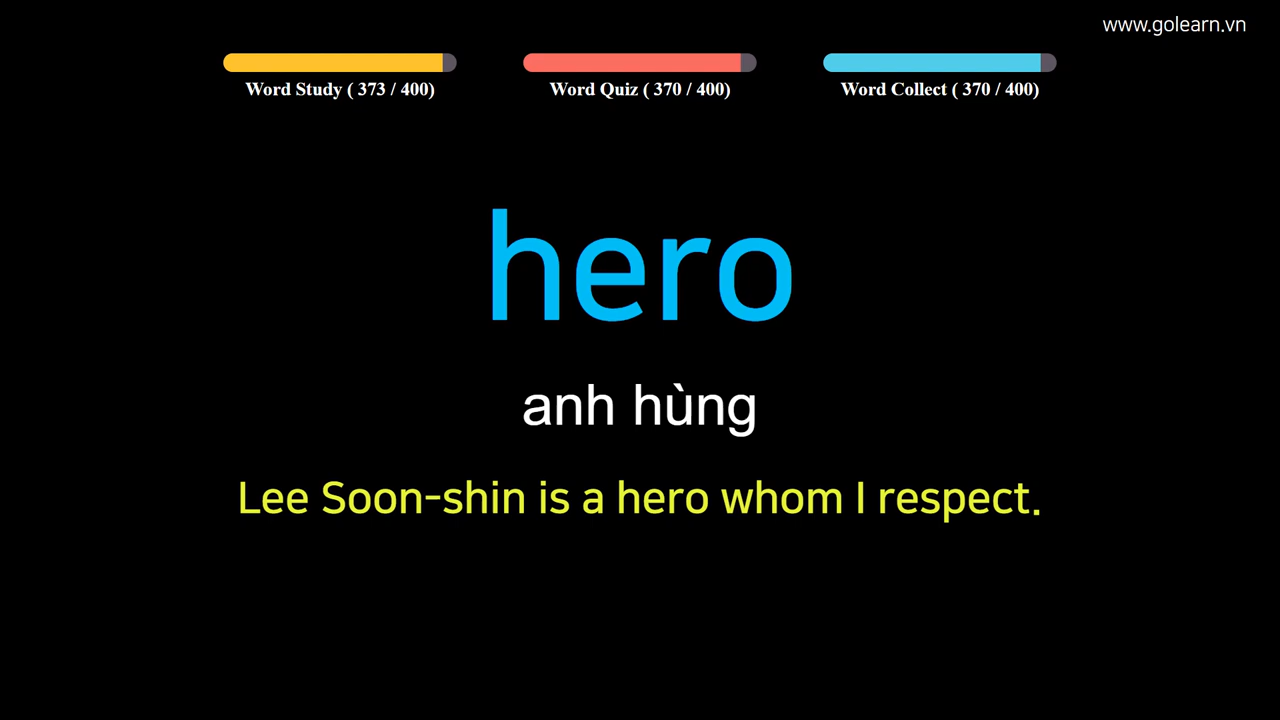 www.golearn.vn
Word Study ( 373 / 400)
Word Quiz ( 370 / 400)
Word Collect ( 370 / 400)
hero
anh hùng
Lee Soon-shin is a hero whom I respect.